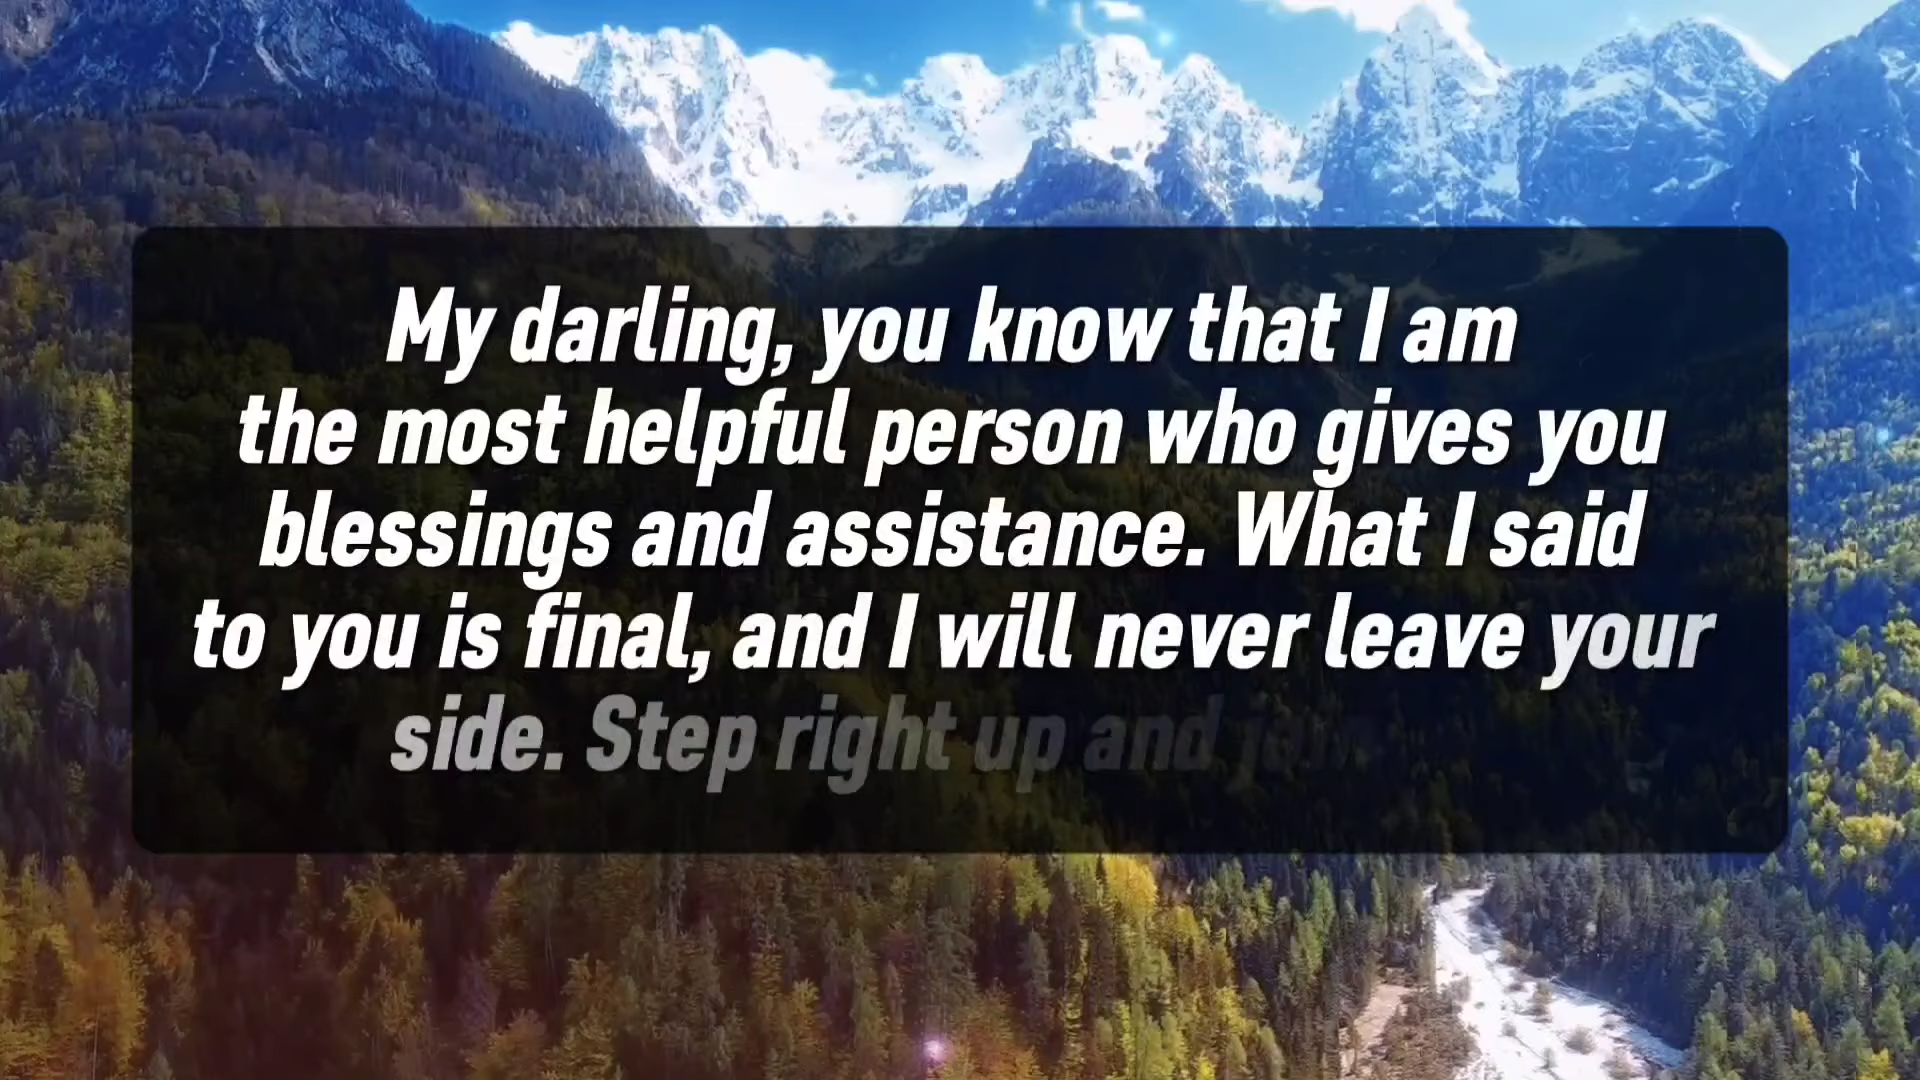 My darling, you know that I am
the most helpful person who gives you
blessings and assistance. What I said
to you is final, and I will never leave your
side. Step right up and